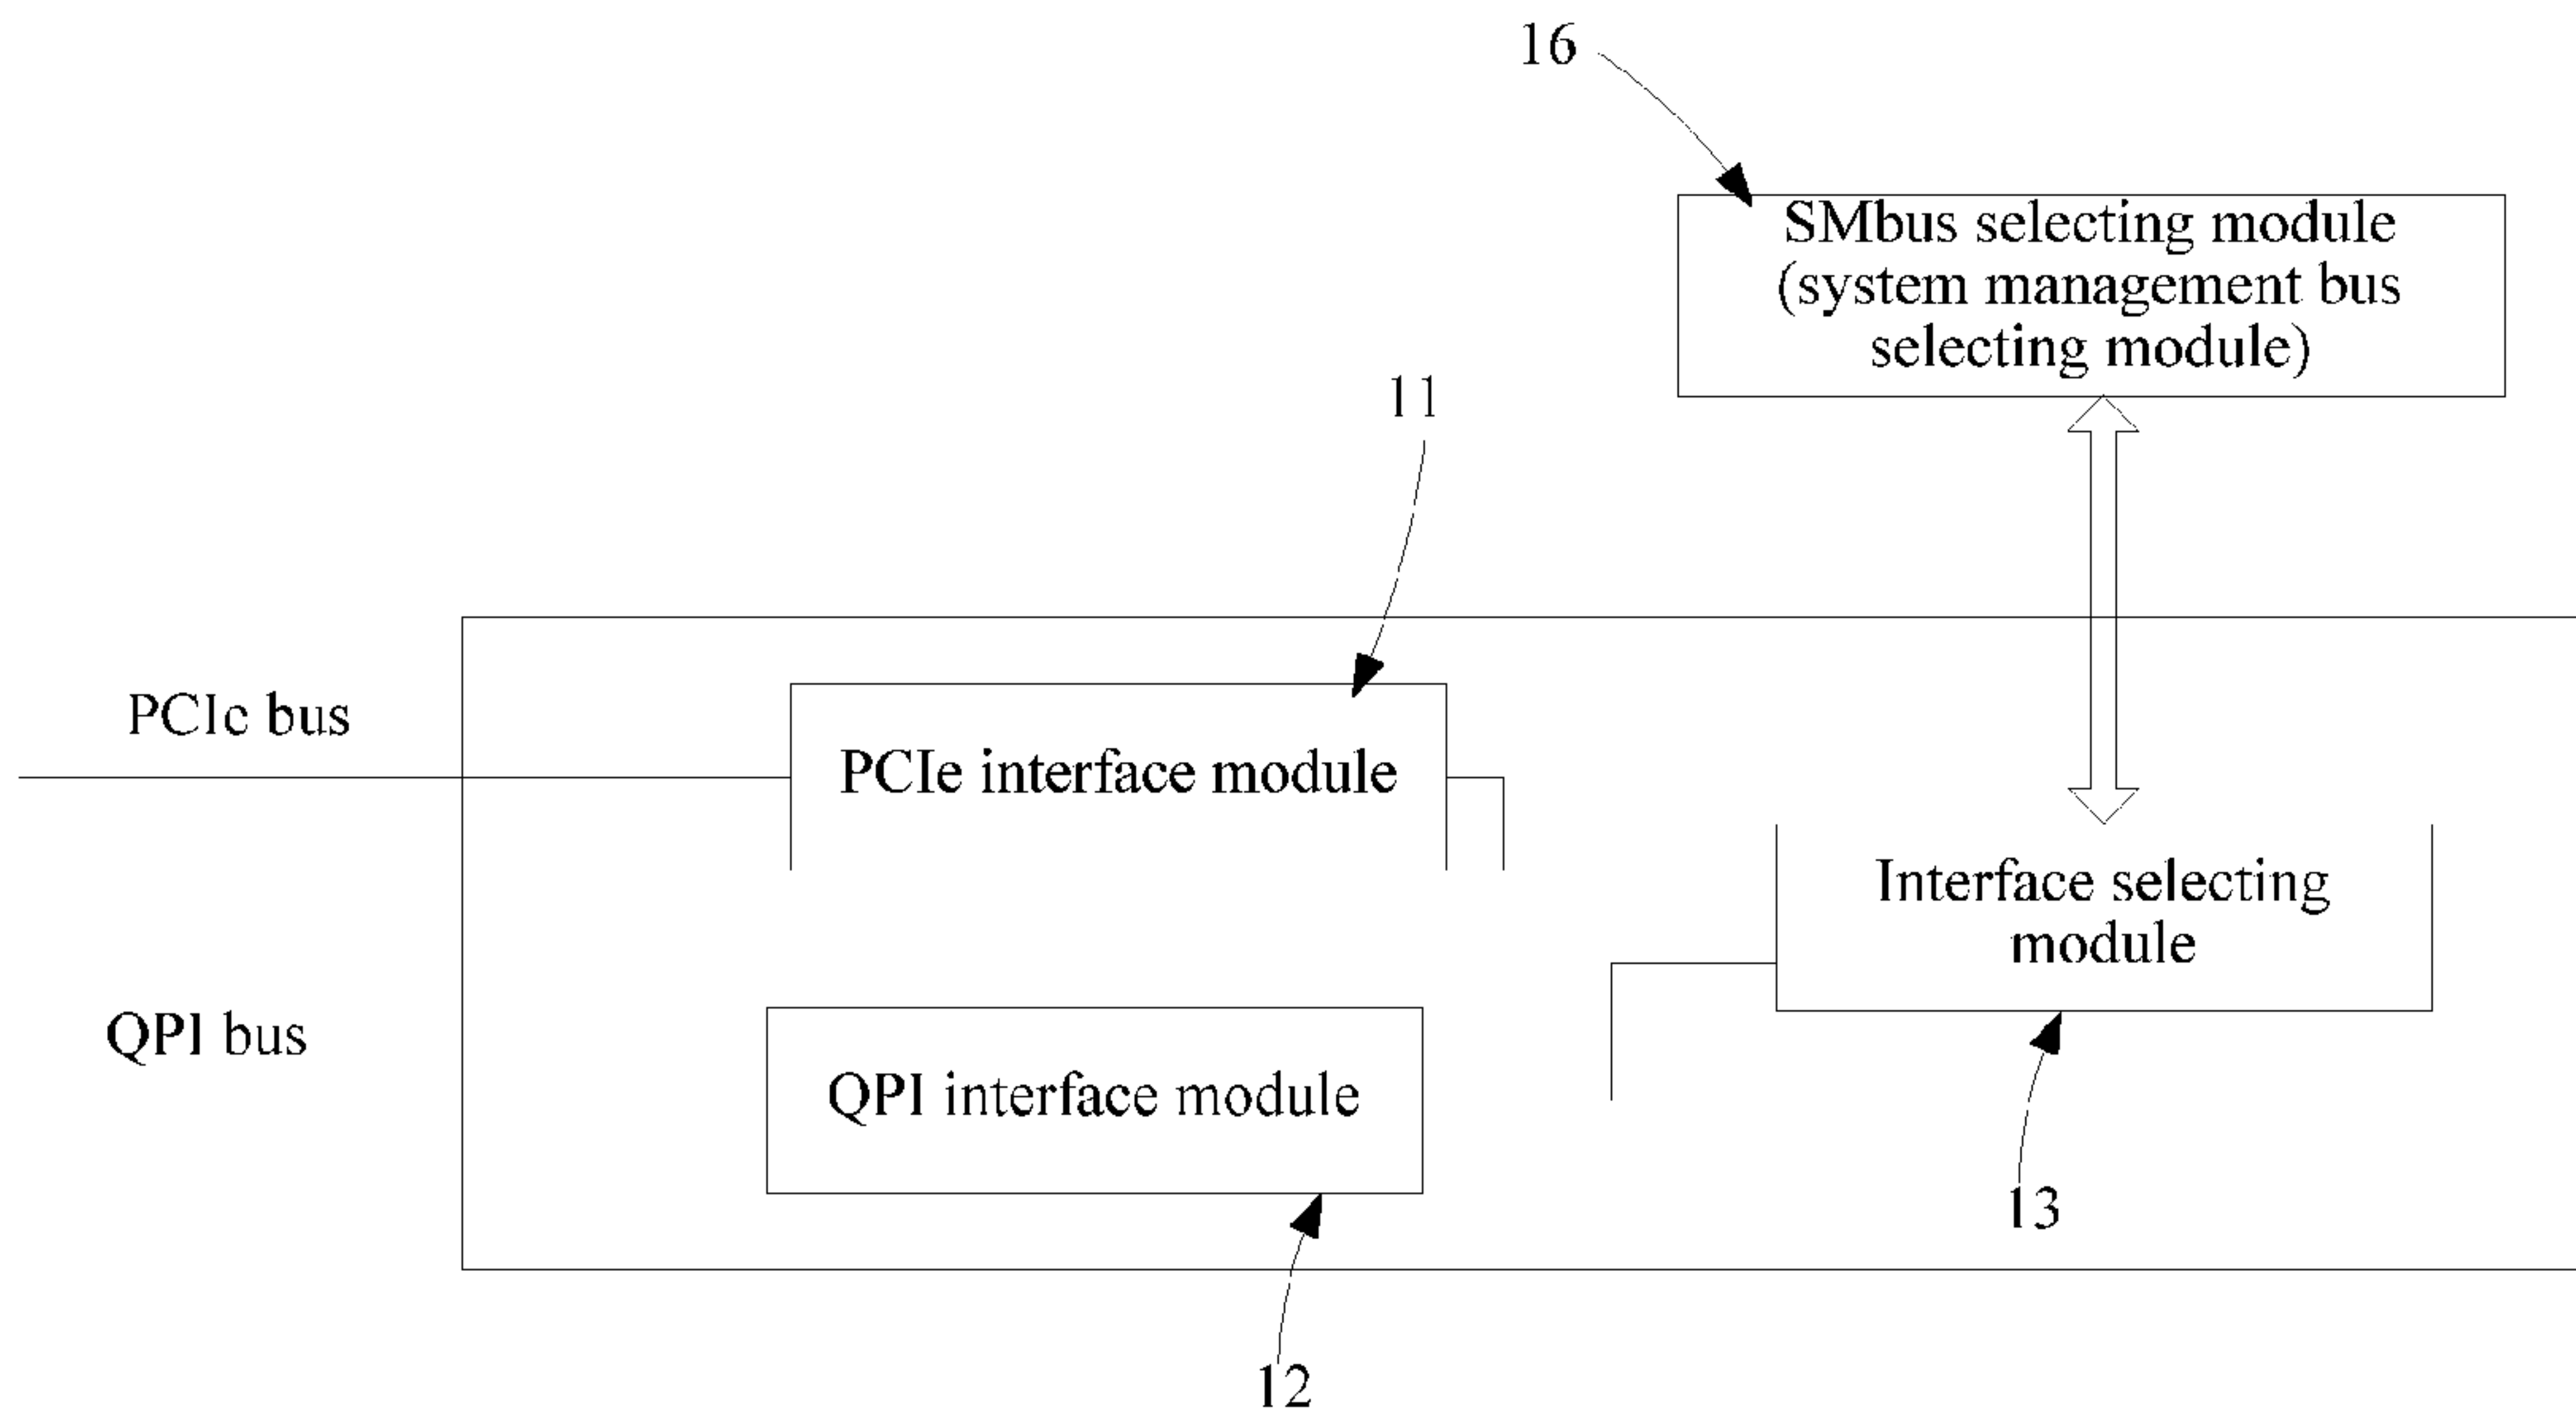 16
SMbus selecting module
(system management bus
selecting module)
11
PCIe bus
PCIe interface module
Interface selecting
module
QPI bus
QPI interface module
13
12